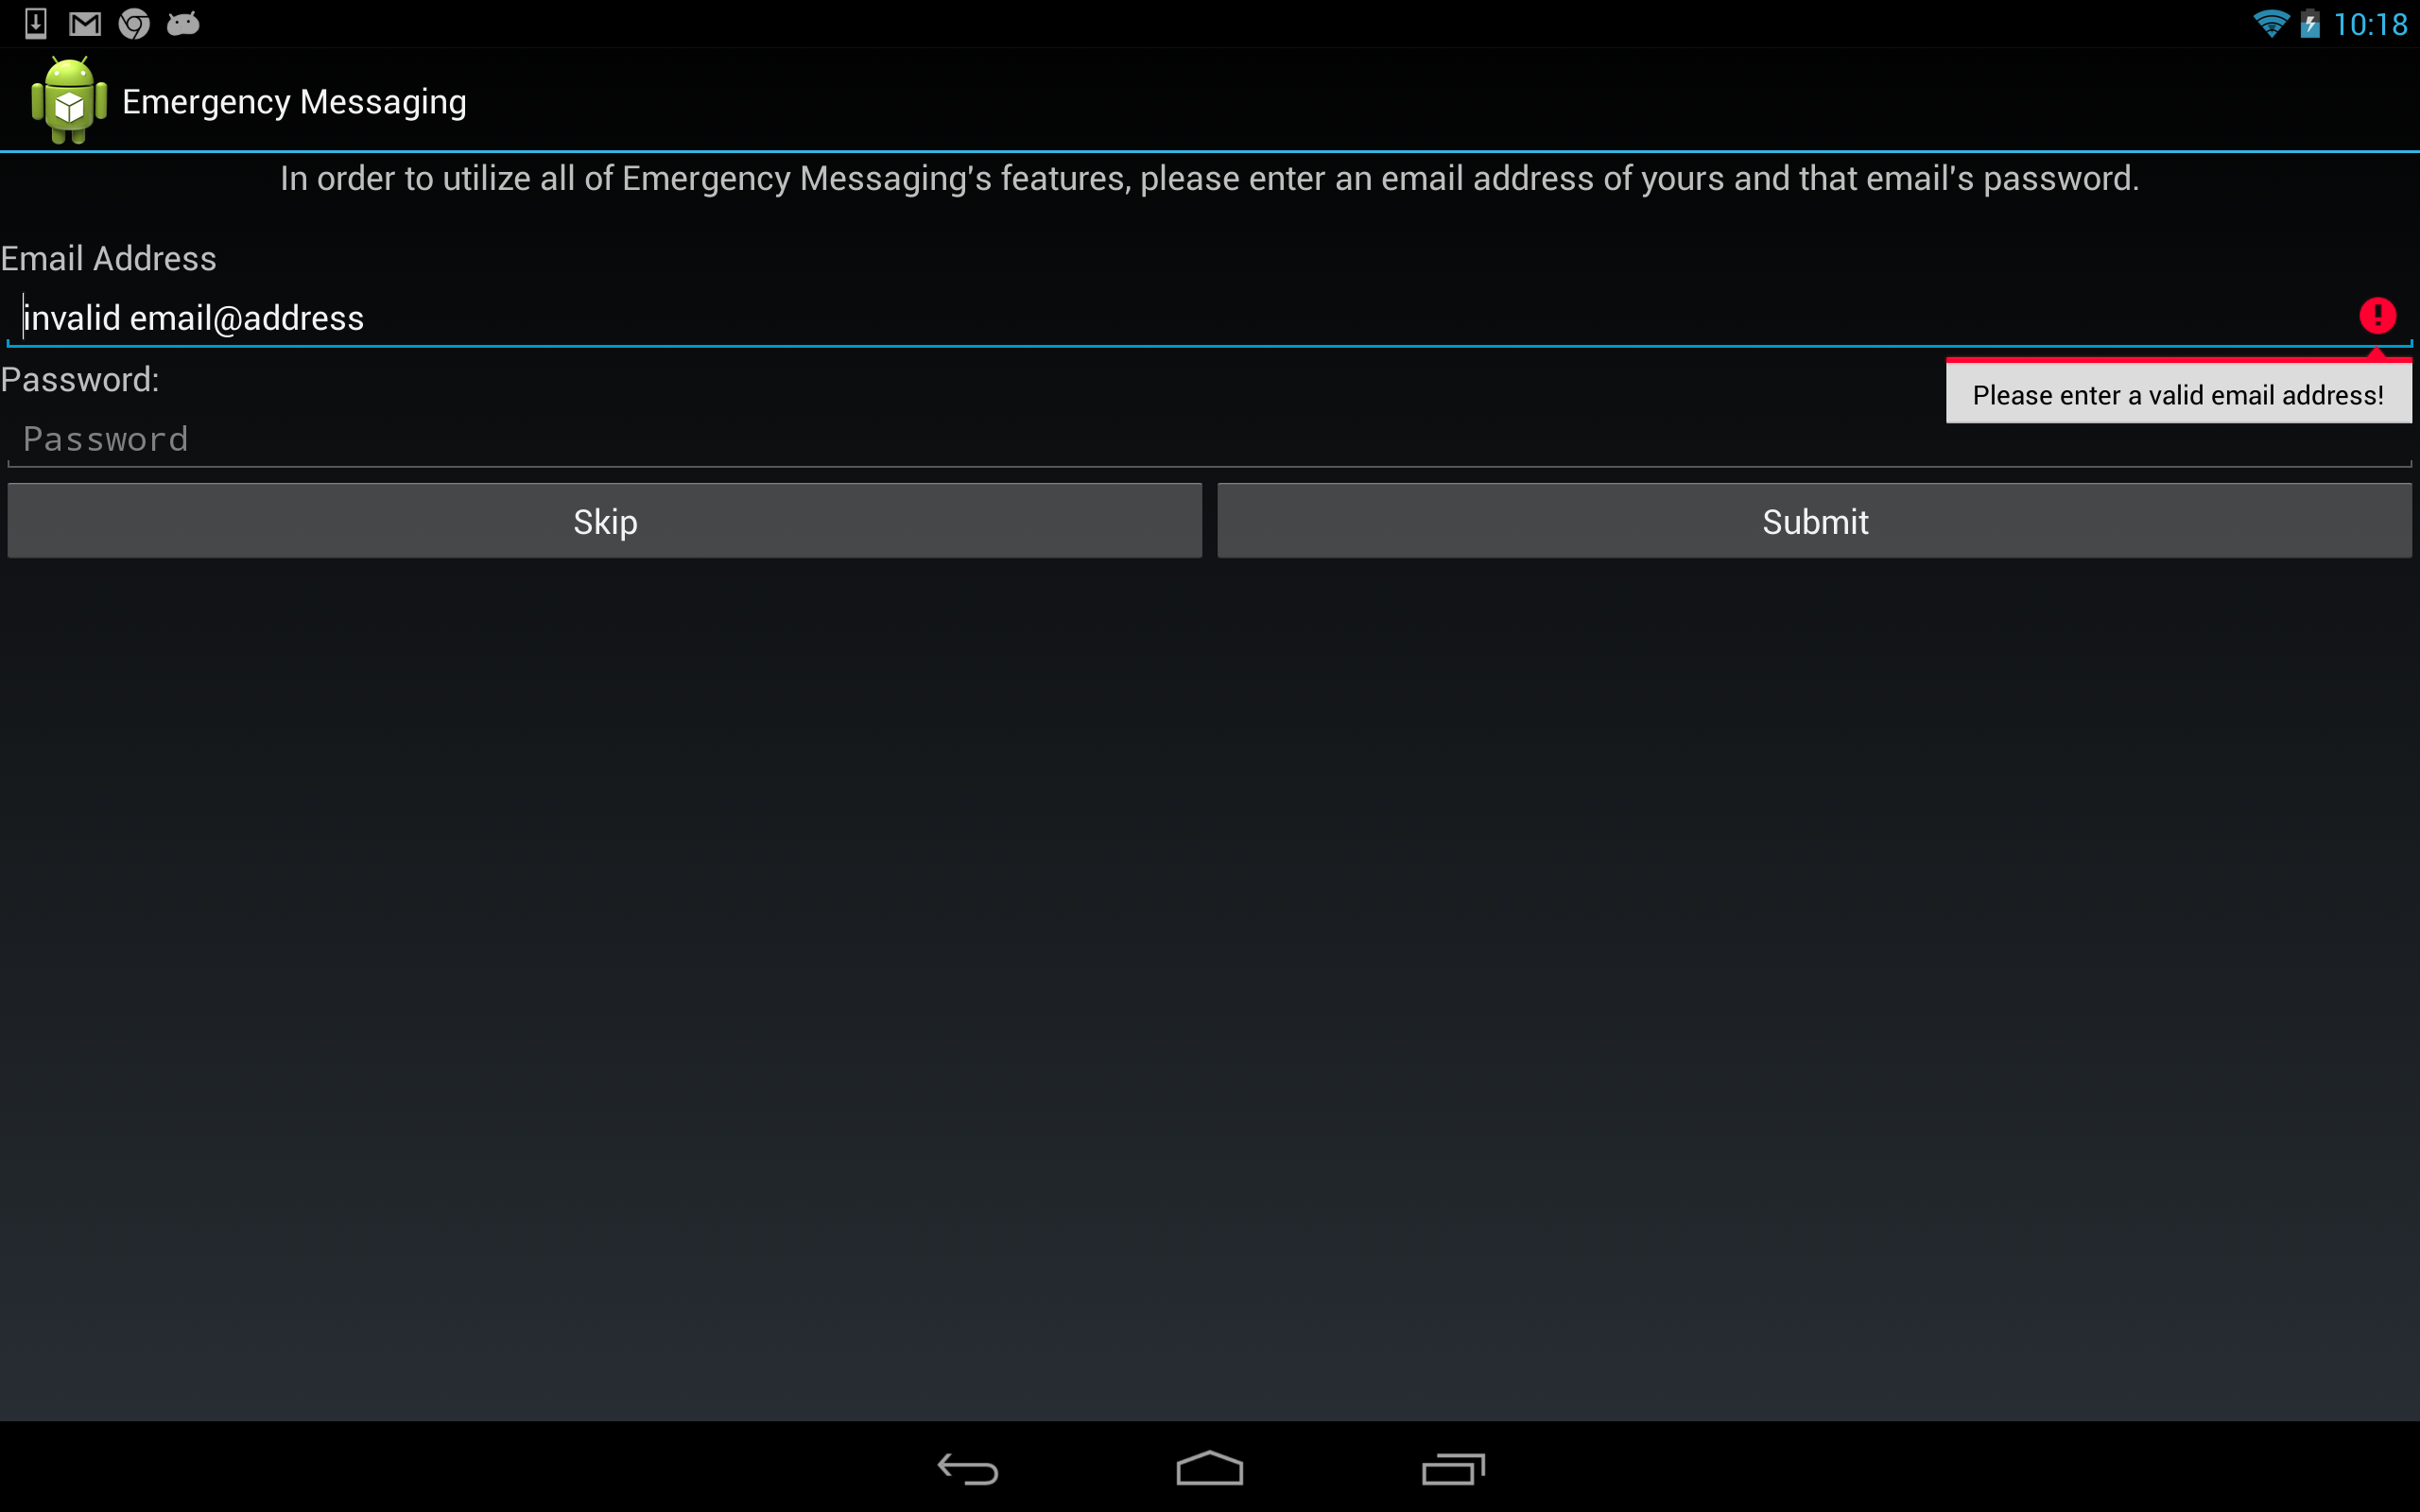 10:18
Emergency Messaging
In order to utilize all of Emergency Messaging's features, please enter an email address of yours and that email's password.
Email Address
invalid email@address
Password:
Please enter a valid email address!
Password
Skip
Submit